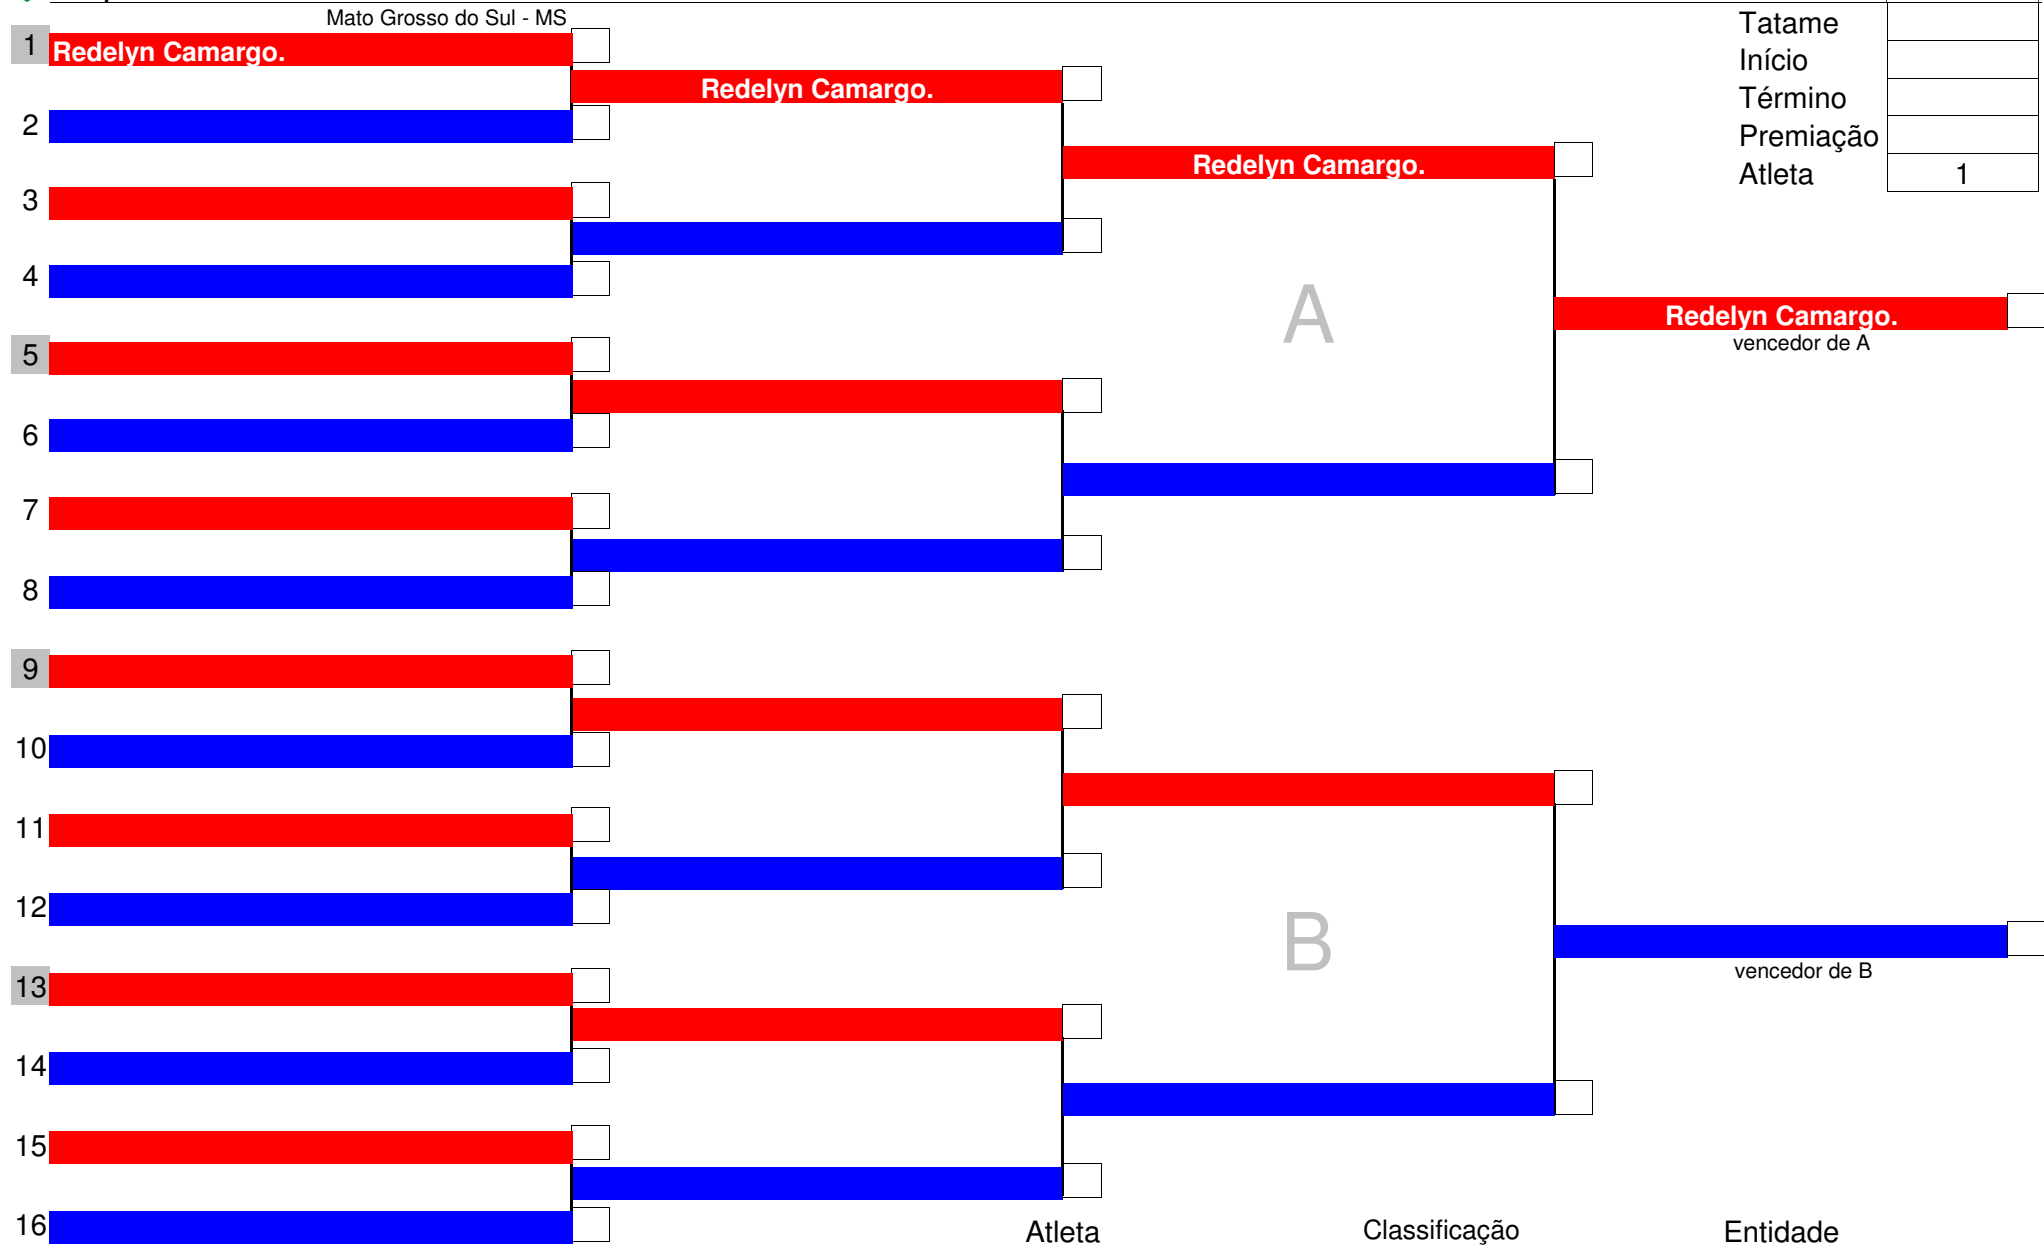 Mato Grosso do Sul - MS
Tatame
1 Redelyn Camargo.
Início
Redelyn Camargo.
Término
2
Premiação
Redelyn Camargo.
Atleta 1
3
4
A
Redelyn Camargo.
vencedor de A
5
6
7
8
9
10
11
12
B
vencedor de B
13
14
15
16
Atleta Classificação Entidade